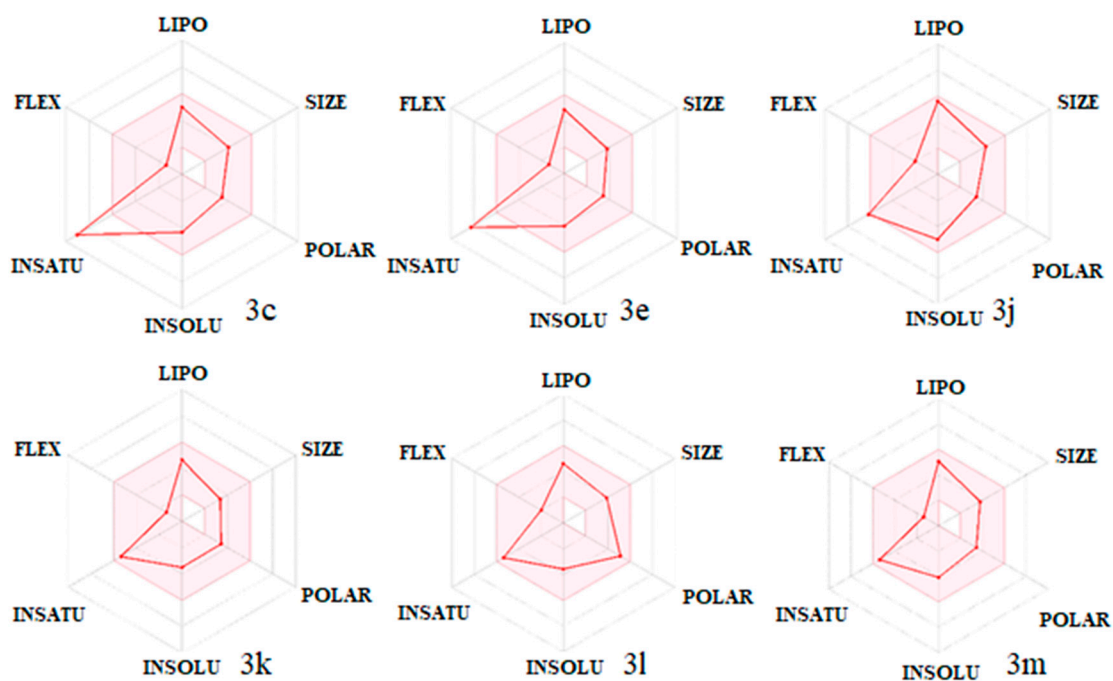 LIPO
FLEX
SIZE
INSATU
POLAR
INSOLU
3c
LIPO
FLEX
SIZE
INSATU
POLAR
INSOLU
3e
LIPO
FLEX
SIZE
INSATU
POLAR
INSOLU
3j
LIPO
FLEX
SIZE
INSATU
POLAR
INSOLU
3k
LIPO
FLEX
SIZE
INSATU
POLAR
INSOLU
3l
LIPO
FLEX
SIZE
INSATU
POLAR
INSOLU
3m